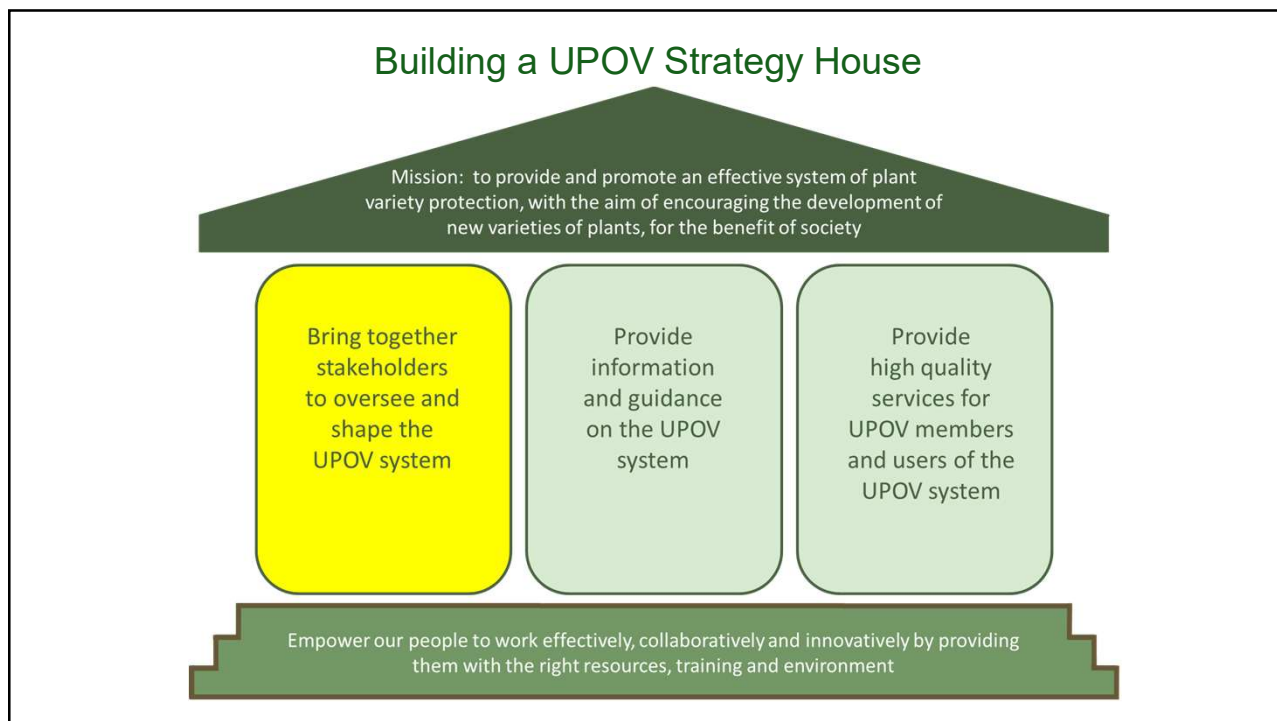 Building a UPOV Strategy House
Mission: to provide and promote an effective system of plant
variety protection, with the aim of encouraging the development of
new varieties of plants, for the benefit of society
Bring together
stakeholders
to oversee and
shape the
UPOV system
Provide
information
and guidance
on the UPOV
system
Provide
high quality
services for
UPOV members
and users of the
UPOV system
Empower our people to work effectively, collaboratively and innovatively by providing
them with the right resources, training and environment